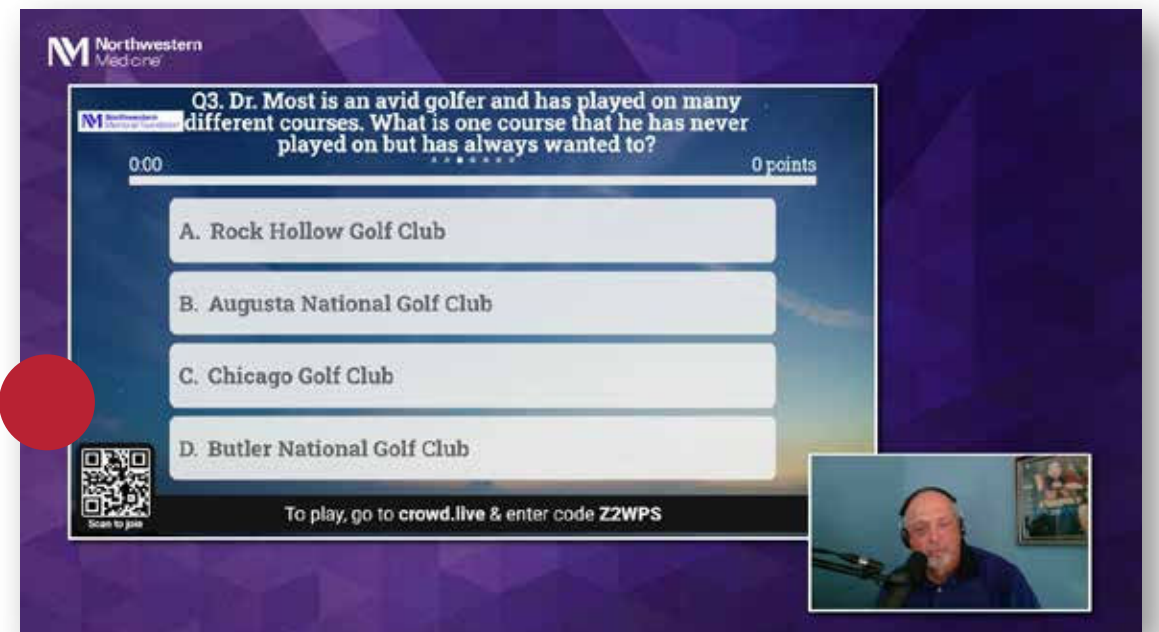 Northwestern
Medicine
Northwestern
Memorial Foundation
Q3. Dr. Most is an avid golfer and has played on many
different courses. What is one course that he has never
played on but has always wanted to?
0:00
0 points
A. Rock Hollow Golf Club
B. Augusta National Golf Club
C. Chicago Golf Club
D. Butler National Golf Club
Scan to join
To play, go to crowd.live & enter code Z2WPS